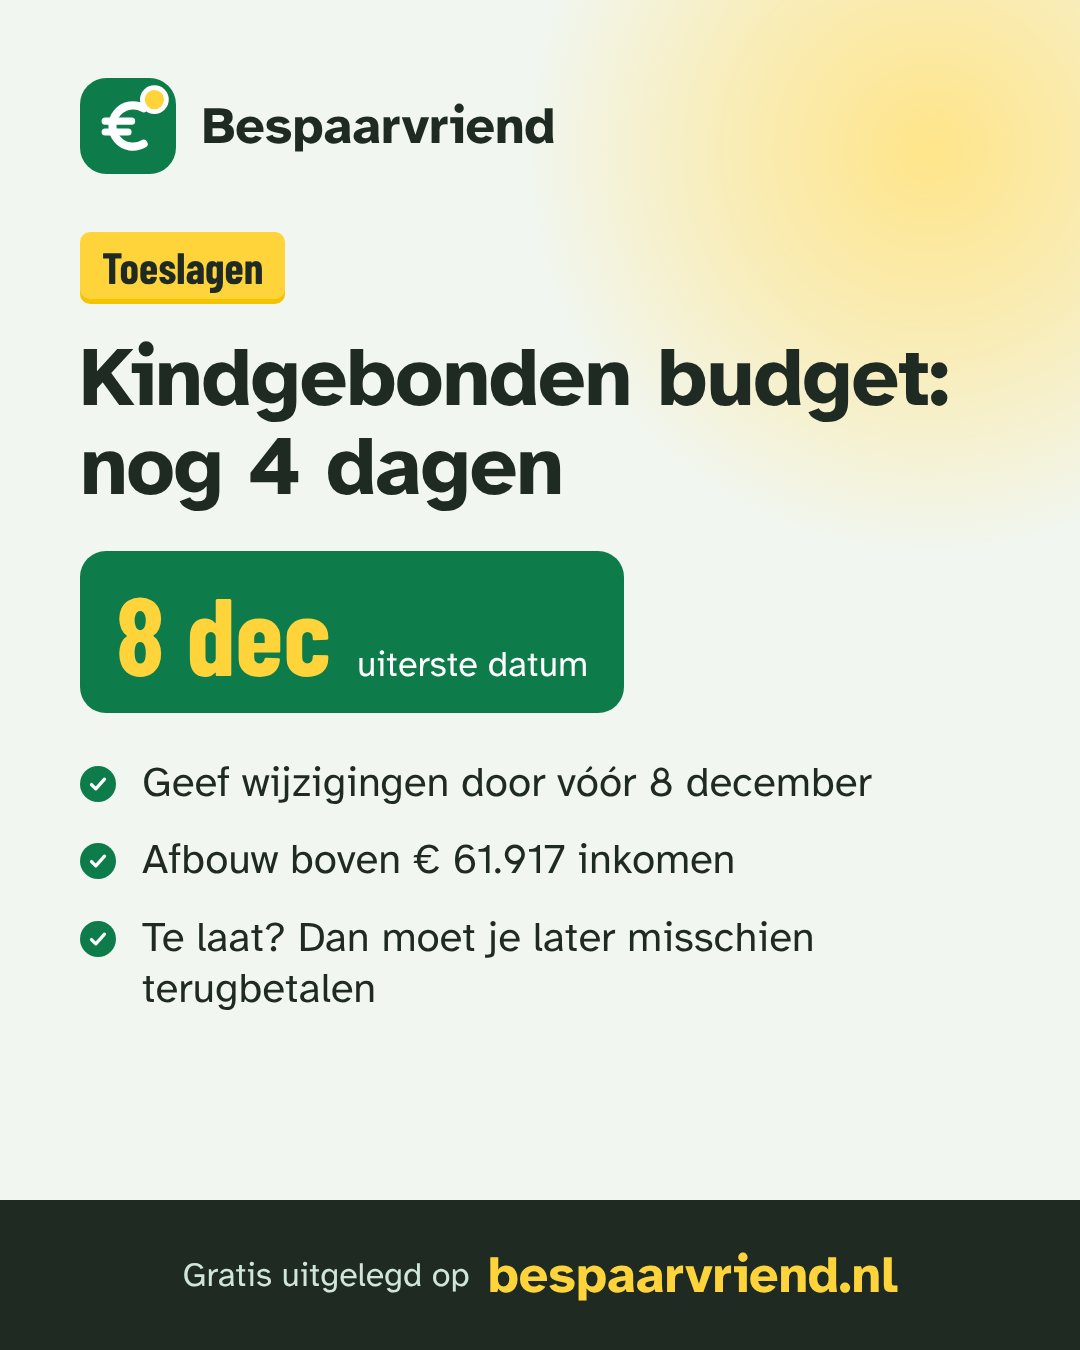 €
Bespaarvriend
Toeslagen
Kindgebonden budget:
nog 4 dagen
8 dec uiterste datum
Geef wijzigingen door vóór 8 december
Afbouw boven € 61.917 inkomen
Te laat? Dan moet je later misschien
terugbetalen
Gratis uitgelegd op bespaarvriend.nl